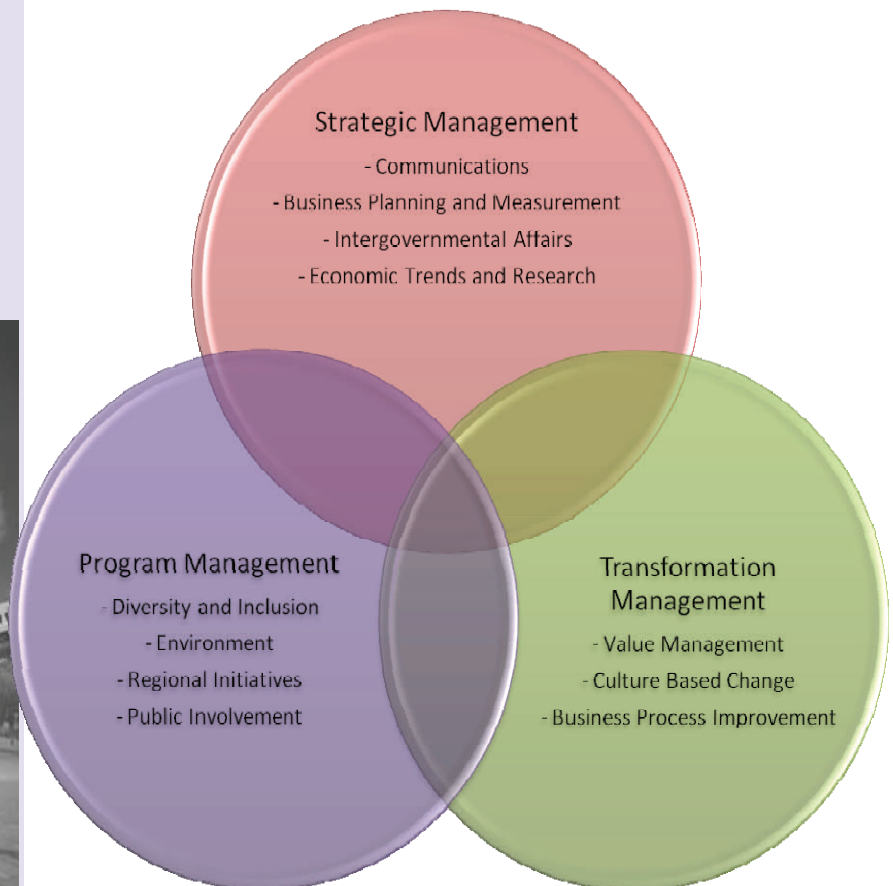 Strategic Management
- Communications
- Business Planning and Measurement
- Intergovernmental Affairs
- Economic Trends and Research
Program Management
- Diversity and Inclusion
- Environment
- Regional Initiatives
- Public Involvement
Transformation
Management
- Value Management
- Culture Based Change
- Business Process Improvement